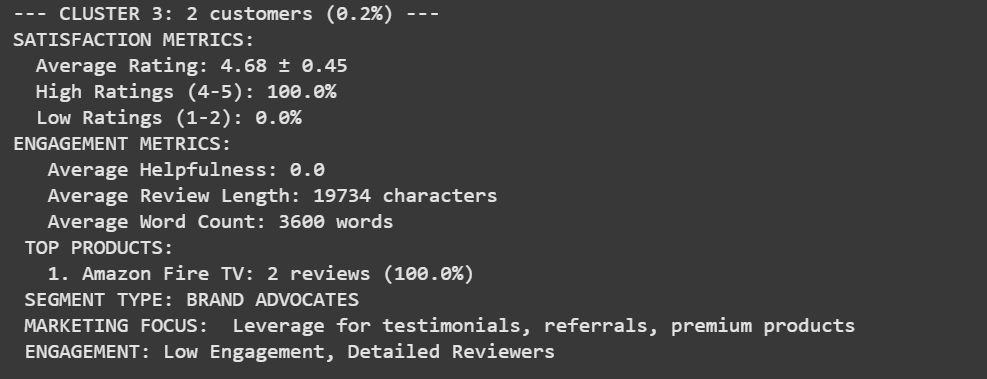 --- CLUSTER 3: 2 customers (0.2%) ---
SATISFACTION METRICS:
Average Rating: 4.68 ± 0.45
High Ratings (4-5): 100.0%
Low Ratings (1-2): 0.0%
ENGAGEMENT METRICS:
Average Helpfulness: 0.0
Average Review Length: 19734 characters
Average Word Count: 3600 words
TOP PRODUCTS:
1. Amazon Fire TV: 2 reviews (100.0%)
SEGMENT TYPE: BRAND ADVOCATES
MARKETING FOCUS:  Leverage for testimonials, referrals, premium products
ENGAGEMENT: Low Engagement, Detailed Reviewers